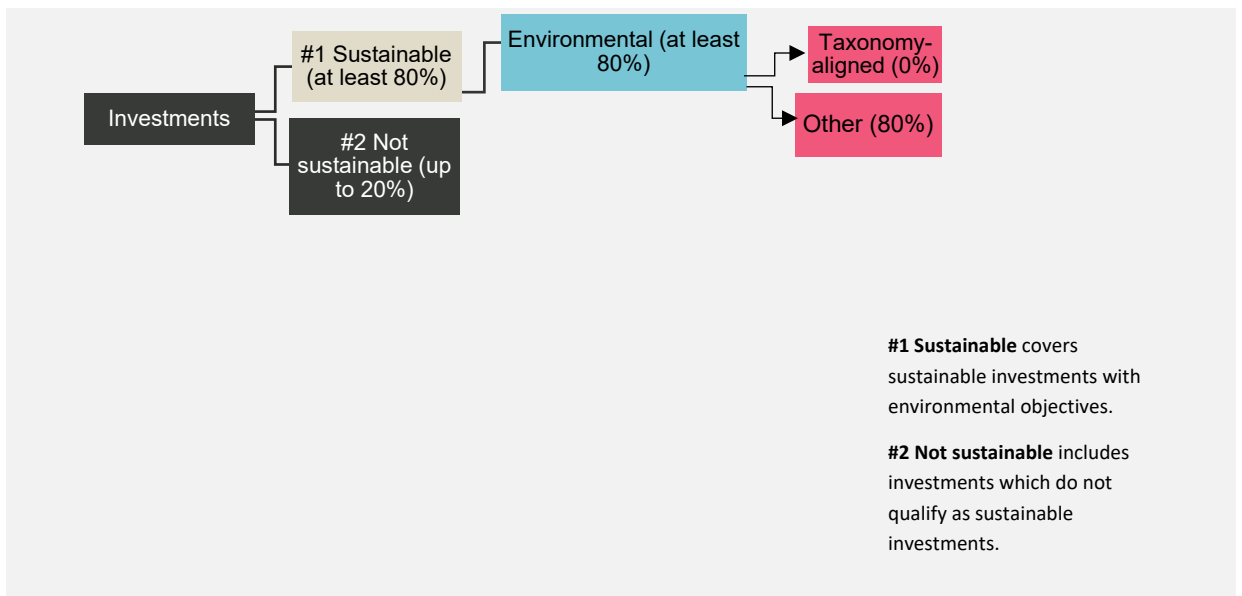 Investments
#1 Sustainable
(at least 80%)
#2 Not
sustainable (up
to 20%)
Environmental (at least
80%)
Taxonomy-
aligned (0%)
Other (80%)
#1 Sustainable covers
sustainable investments with
environmental objectives.
#2 Not sustainable includes
investments which do not
qualify as sustainable
investments.